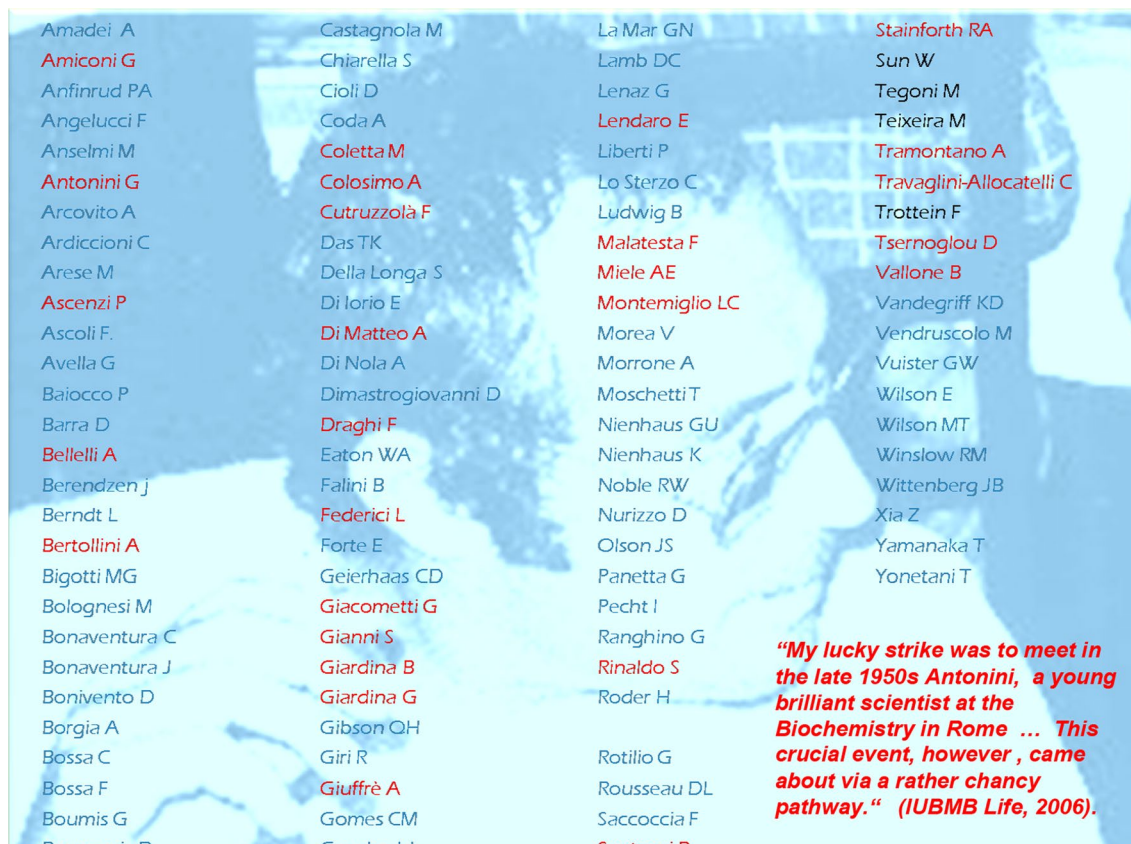 Amadei A
Amiconi G
Anfinrud PA
Angelucci F
Anselmi M
Antonini G
Arcovito A
Ardiccioni C
Arese M
Ascenzi P
Ascoli F.
Avella G
Baiocco P
Barra D
Bellelli A
Berendzen j
Berndt L
Bertollini A
Bigotti MG
Bolognesi M
Bonaventura C
Bonaventura J
Bonivento D
Borgia A
Bossa C
Bossa F
Boumis G
Castagnola M
Chiarella S
Cioli D
Coda A
Coletta M
Colosimo A
Cutruzzolà F
Das TK
Della Longa S
Di Iorio E
Di Matteo A
Di Nola A
Dimastrogiovanni D
Draghi F
Eaton WA
Falini B
Federici L
Forte E
Geierhaas CD
Giacometti G
Gianni S
Giardina B
Giardina G
Gibson QH
Giri R
Giuffrè A
Gomes CM
La Mar GN
Lamb DC
Lenaz G
Lendaro E
Liberti P
Lo Sterzo C
Ludwig B
Malatesta F
Miele AE
Montemiglio LC
Morea V
Morrone A
Moschetti T
Nienhaus GU
Nienhaus K
Noble RW
Nurizzo D
Olson JS
Panetta G
Pecht I
Ranghino G
Rinaldo S
Roder H
Rotilio G
Rousseau DL
Saccoccia F
Stainforth RA
Sun W
Tegoni M
Teixeira M
Tramontano A
Travaglini-Allocatelli C
Trottein F
Tsernoglou D
Vallone B
Vandegriff KD
Vendruscolo M
Vuister GW
Wilson E
Wilson MT
Winslow RM
Wittenberg JB
Xia Z
Yamanaka T
Yonetani T
“My lucky strike was to meet in
the late 1950s Antonini, a young
brilliant scientist at the
Biochemistry in Rome … This
crucial event, however , came
about via a rather chancy
pathway.“ (IUBMB Life, 2006).